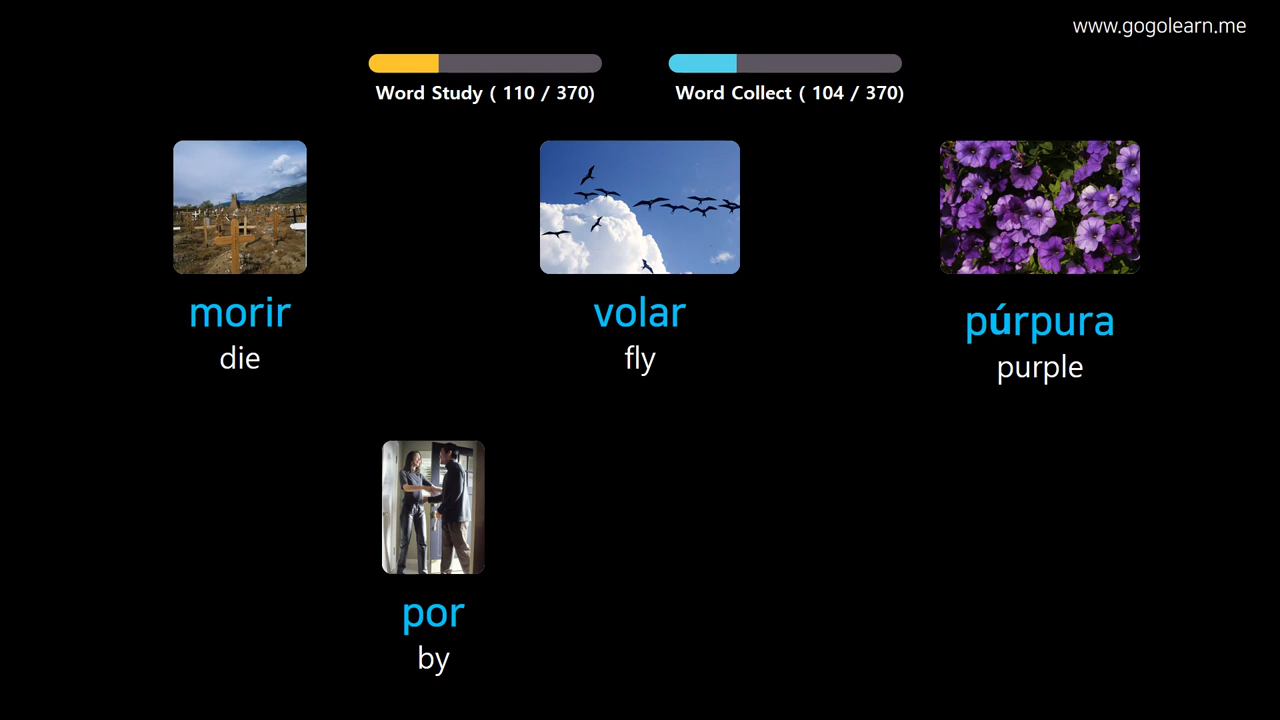 www.gogolearn.me
Word Study ( 110 / 370)
Word Collect ( 104 / 370)
morir
die
volar
fly
púrpura
purple
por
by